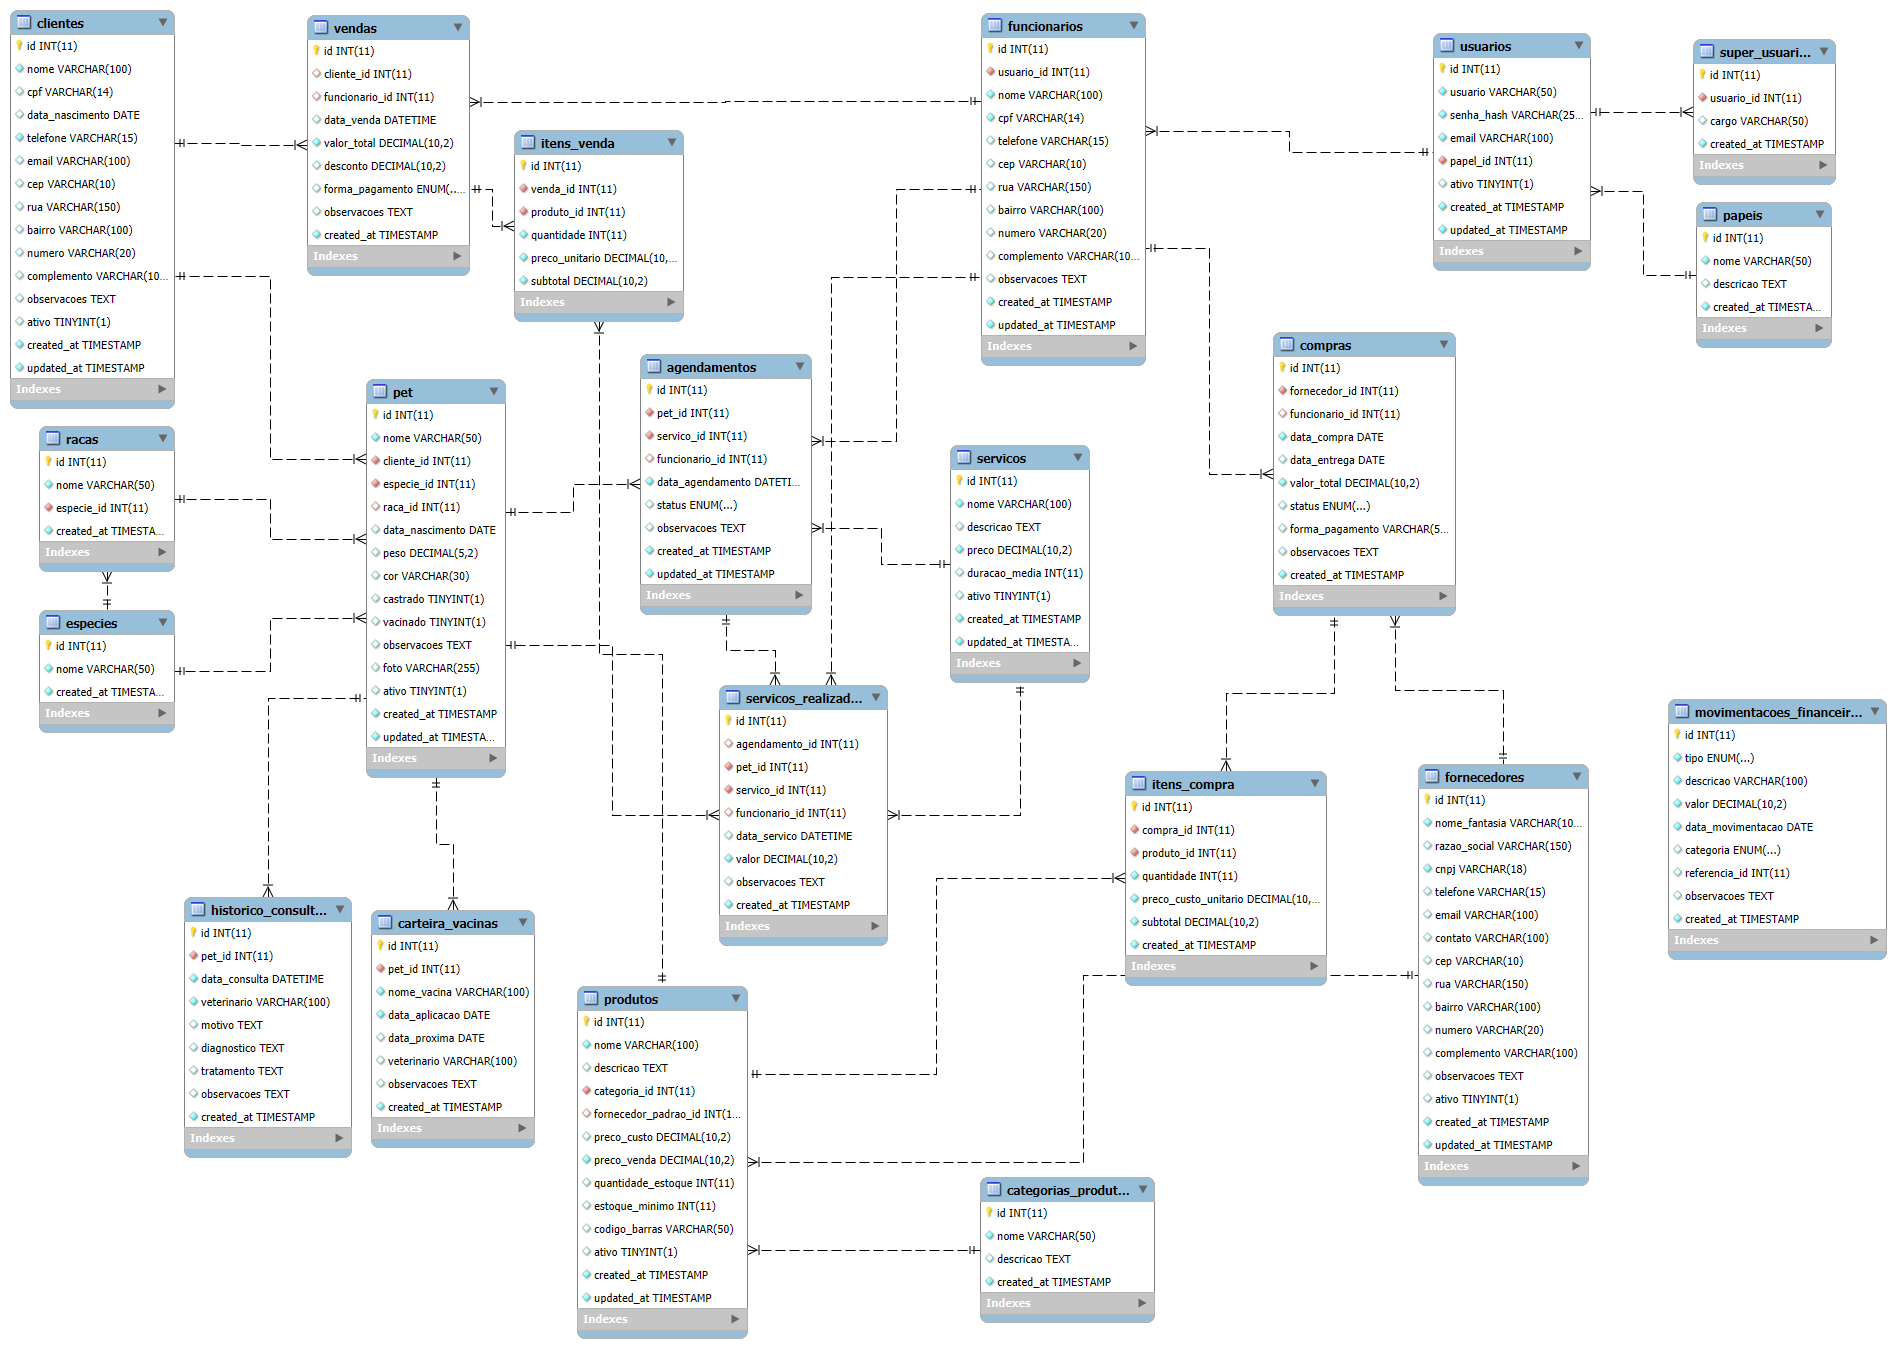 clientes
id INT(11)
nome VARCHAR(100)
cpf VARCHAR(14)
data_nascimento DATE
telefone VARCHAR(15)
email VARCHAR(100)
cep VARCHAR(10)
rua VARCHAR(150)
bairro VARCHAR(100)
numero VARCHAR(20)
complemento VARCHAR(10...
observacoes TEXT
ativo TINYINT(1)
created_at TIMESTAMP
updated_at TIMESTAMP
Indexes
vendas
id INT(11)
cliente_id INT(11)
funcionario_id INT(11)
data_venda DATETIME
valor_total DECIMAL(10,2)
desconto DECIMAL(10,2)
forma_pagamento ENUM(...
observacoes TEXT
created_at TIMESTAMP
Indexes
itens_venda
id INT(11)
venda_id INT(11)
produto_id INT(11)
quantidade INT(11)
preco_unitario DECIMAL(10,...
subtotal DECIMAL(10,2)
Indexes
funcionarios
id INT(11)
usuario_id INT(11)
nome VARCHAR(100)
cpf VARCHAR(14)
telefone VARCHAR(15)
cep VARCHAR(10)
rua VARCHAR(150)
bairro VARCHAR(100)
numero VARCHAR(20)
complemento VARCHAR(10...
observacoes TEXT
created_at TIMESTAMP
updated_at TIMESTAMP
Indexes
usuarios
id INT(11)
usuario VARCHAR(50)
senha_hash VARCHAR(25...
email VARCHAR(100)
papel_id INT(11)
ativo TINYINT(1)
created_at TIMESTAMP
updated_at TIMESTAMP
Indexes
super_usuari...
id INT(11)
usuario_id INT(11)
cargo VARCHAR(50)
created_at TIMESTAMP
Indexes
papeis
id INT(11)
nome VARCHAR(50)
descricao TEXT
created_at TIMESTA...
Indexes
racas
id INT(11)
nome VARCHAR(50)
especie_id INT(11)
created_at TIMESTA...
Indexes
especies
id INT(11)
nome VARCHAR(50)
created_at TIMESTA...
Indexes
pet
id INT(11)
nome VARCHAR(50)
cliente_id INT(11)
especie_id INT(11)
raca_id INT(11)
data_nascimento DATE
peso DECIMAL(5,2)
cor VARCHAR(30)
castrado TINYINT(1)
vacinado TINYINT(1)
observacoes TEXT
foto VARCHAR(255)
ativo TINYINT(1)
created_at TIMESTAMP
updated_at TIMESTA...
Indexes
agendamentos
id INT(11)
pet_id INT(11)
servico_id INT(11)
funcionario_id INT(11)
data_agendamento DATETI...
status ENUM(...)
observacoes TEXT
created_at TIMESTAMP
updated_at TIMESTAMP
Indexes
servicos
id INT(11)
nome VARCHAR(100)
descricao TEXT
preco DECIMAL(10,2)
duracao_media INT(11)
ativo TINYINT(1)
created_at TIMESTAMP
updated_at TIMESTA...
Indexes
compras
id INT(11)
fornecedor_id INT(11)
funcionario_id INT(11)
data_compra DATE
data_entrega DATE
valor_total DECIMAL(10,2)
status ENUM(...)
forma_pagamento VARCHAR(5...
observacoes TEXT
created_at TIMESTAMP
Indexes
servicos_realizad...
id INT(11)
agendamento_id INT(11)
pet_id INT(11)
servico_id INT(11)
funcionario_id INT(11)
data_servico DATETIME
valor DECIMAL(10,2)
observacoes TEXT
created_at TIMESTAMP
Indexes
itens_compra
id INT(11)
compra_id INT(11)
produto_id INT(11)
quantidade INT(11)
preco_custo_unitario DECIMAL(10,...
subtotal DECIMAL(10,2)
created_at TIMESTAMP
Indexes
fornecedores
id INT(11)
nome_fantasia VARCHAR(10...
razao_social VARCHAR(150)
cnpj VARCHAR(18)
telefone VARCHAR(15)
email VARCHAR(100)
contato VARCHAR(100)
cep VARCHAR(10)
rua VARCHAR(150)
bairro VARCHAR(100)
numero VARCHAR(20)
complemento VARCHAR(100)
observacoes TEXT
ativo TINYINT(1)
created_at TIMESTAMP
updated_at TIMESTAMP
Indexes
movimentacoes_financeir...
id INT(11)
tipo ENUM(...)
descricao VARCHAR(100)
valor DECIMAL(10,2)
data_movimentacao DATE
categoria ENUM(...)
referencia_id INT(11)
observacoes TEXT
created_at TIMESTAMP
Indexes
historico_consult...
id INT(11)
pet_id INT(11)
data_consulta DATETIME
veterinario VARCHAR(100)
motivo TEXT
diagnostico TEXT
tratamento TEXT
observacoes TEXT
created_at TIMESTAMP
Indexes
carteira_vacinas
id INT(11)
pet_id INT(11)
nome_vacina VARCHAR(100)
data_aplicacao DATE
data_proxima DATE
veterinario VARCHAR(100)
observacoes TEXT
created_at TIMESTAMP
Indexes
produtos
id INT(11)
nome VARCHAR(100)
descricao TEXT
categoria_id INT(11)
fornecedor_padrao_id INT(1...
preco_custo DECIMAL(10,2)
preco_venda DECIMAL(10,2)
quantidade_estoque INT(11)
estoque_minimo INT(11)
codigo_barras VARCHAR(50)
ativo TINYINT(1)
created_at TIMESTAMP
updated_at TIMESTAMP
Indexes
categorias_produt...
id INT(11)
nome VARCHAR(50)
descricao TEXT
created_at TIMESTAMP
Indexes